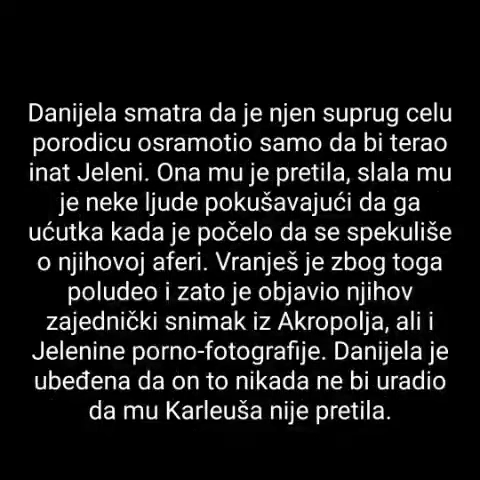 Danijela smatra da je njen suprug celu
porodicu osramotio samo da bi terao
inat Jeleni. Ona mu je pretila, slala mu
je neke ljude pokušavajući da ga
ućutka kada je počelo da se spekuliše
o njihovoj aferi. Vranješ je zbog toga
poludeo i zato je objavio njihov
zajednički snimak iz Akropolja, ali i
Jelenine porno-fotografije. Danijela je
ubeđena da on to nikada ne bi uradio
da mu Karleuša nije pretila.